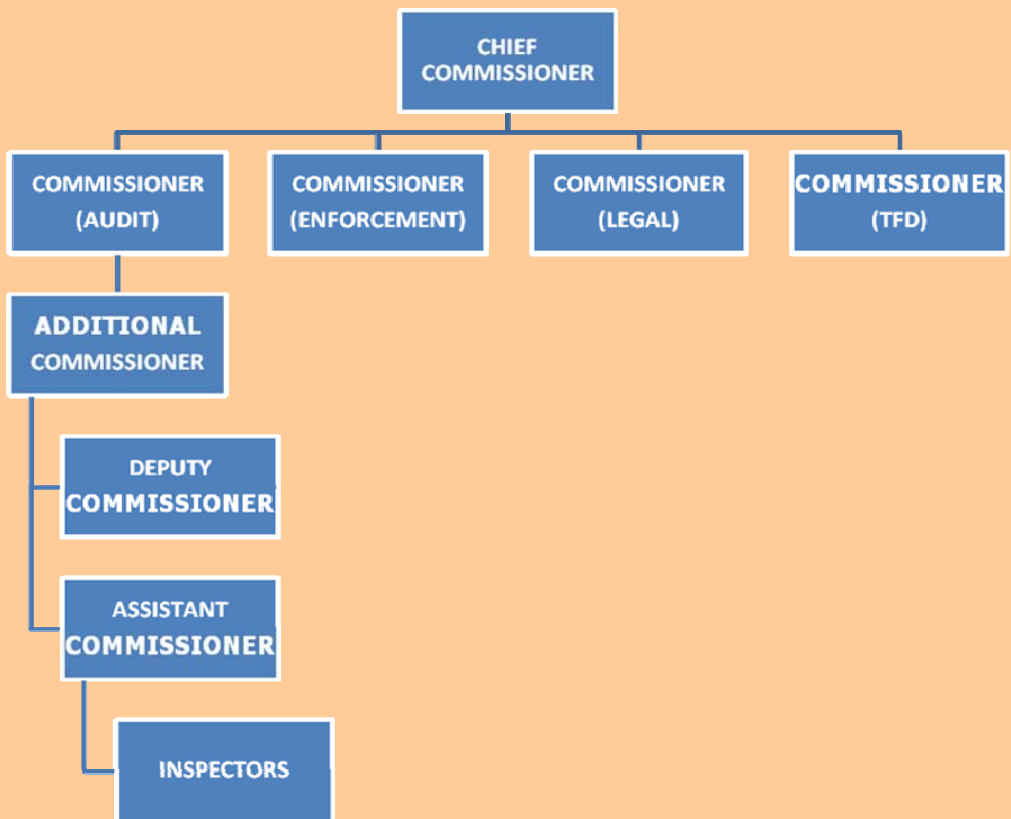 CHIEF
COMMISSIONER
COMMISSIONER
(AUDIT)
COMMISSIONER
(ENFORCEMENT)
COMMISSIONER
(LEGAL)
COMMISSIONER
(TFD)
ADDITIONAL
COMMISSIONER
DEPUTY
COMMISSIONER
ASSISTANT
COMMISSIONER
INSPECTORS